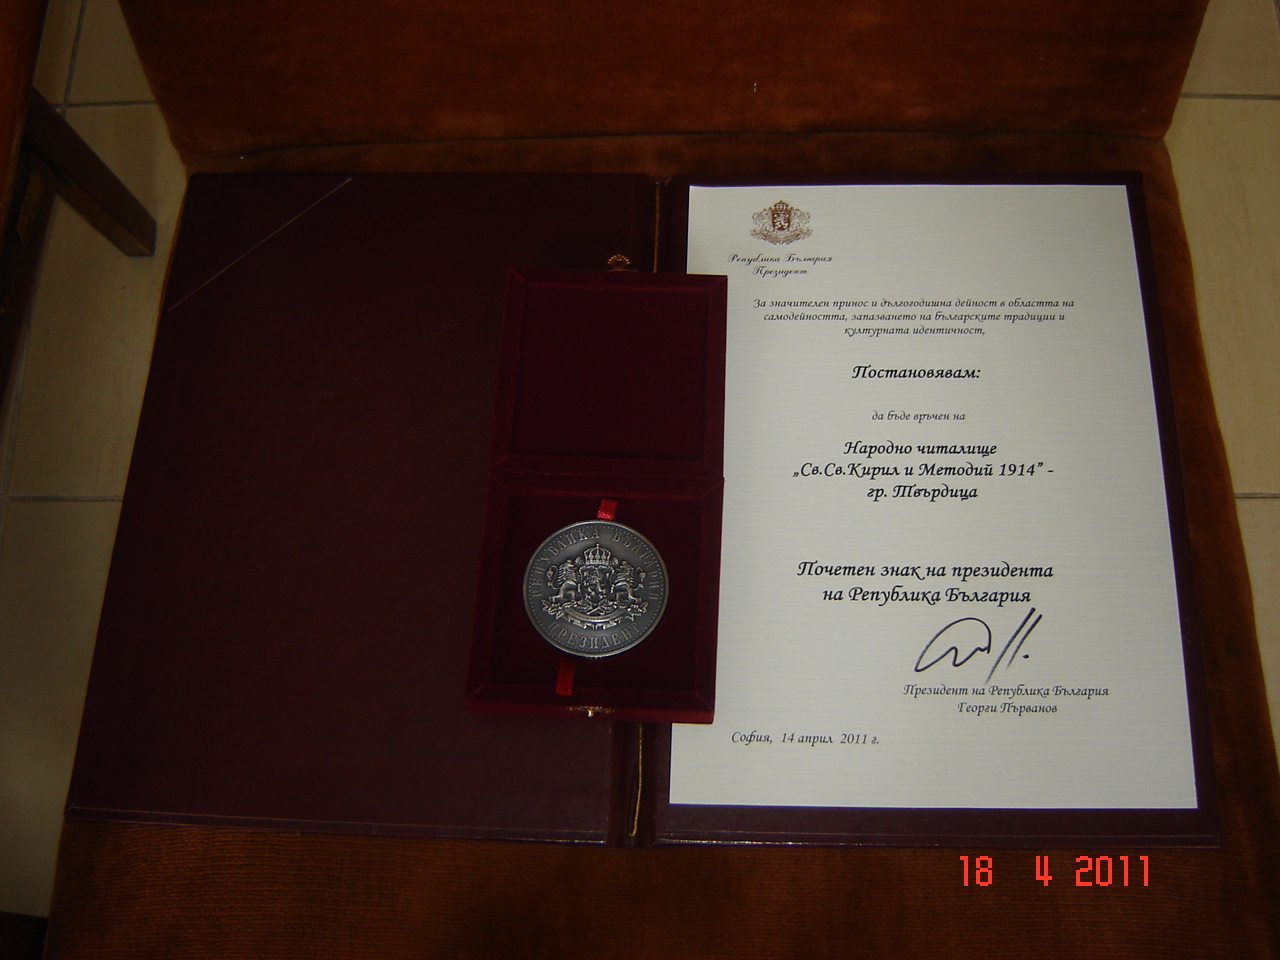 Република България
Президент
За значителен принос и дългогодишна дейност в областта на
самодейността, запазването на българските традиции и
културната идентичност,
Постановявам:
да бъде връчен на
Народно читалище
„Св.Св.Кирил и Методий 1914” -
гр. Твърдица
Почетен знак на президента
на Република България
Президент на Република България
Георги Първанов
София, 14 април 2011 г.
РЕПУБЛИКА БЪЛГАРИЯ
ПРЕЗИДЕНТ
18 4 2011